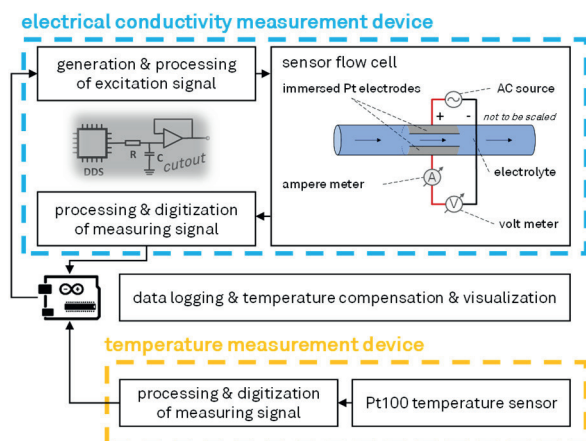 electrical conductivity measurement device
generation & processing
of excitation signal
sensor flow cell
immersed Pt electrodes
AC source
+ -
not to be scaled
R
C
DDS
cutout
electrolyte
ampere meter
A
V
volt meter
processing & digitization
of measuring signal
data logging & temperature compensation & visualization
temperature measurement device
processing & digitization
of measuring signal
Pt100 temperature sensor